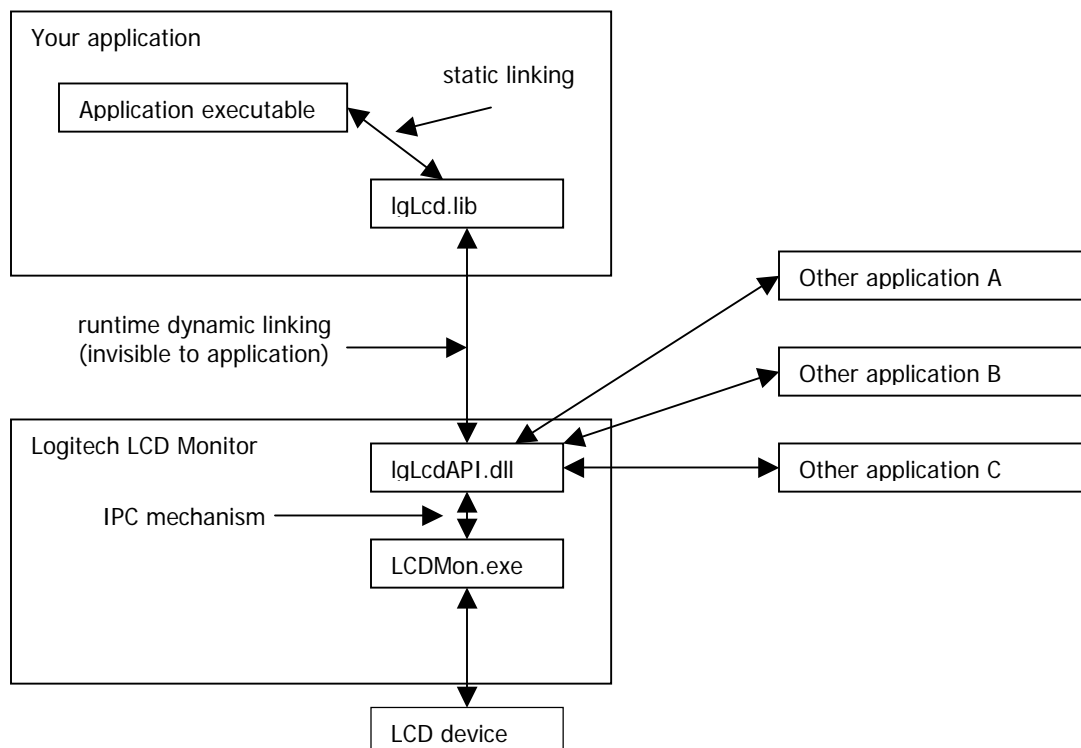 Your application
static linking
Application executable
lgLcd.lib
Other application A
runtime dynamic linking
(invisible to application)
Other application B
Logitech LCD Monitor
lgLcdAPI.dll
Other application C
IPC mechanism
LCDMon.exe
LCD device